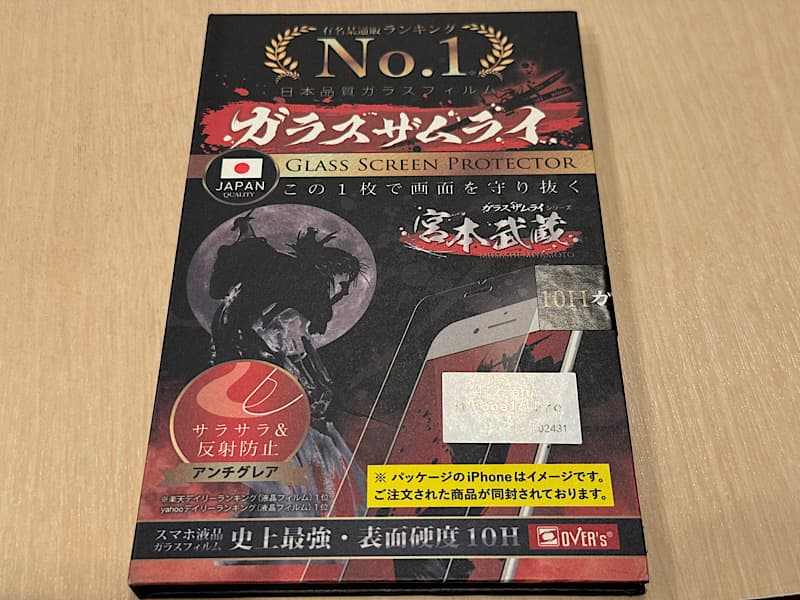 有名某通販ランキング
No.1※
日本品質ガラスフィルム
ガラスザムライ
JAPAN
QUALITY
GLASS SCREEN PROTECTOR
この1枚で画面を守り抜く
ガラスザムライシリーズ
宮本武蔵
MUSASHI MIYAMOTO
10H ガ
02431
サラサラ&
反射防止
アンチグレア
※ パッケージのiPhoneはイメージです。
ご注文された商品が同封されております。
※楽天デイリーランキング(液晶フィルム)1位
yahooデイリーランキング(液晶フィルム)1位
スマホ液晶
ガラスフィルム
史上最強・表面硬度10H
OVER's®